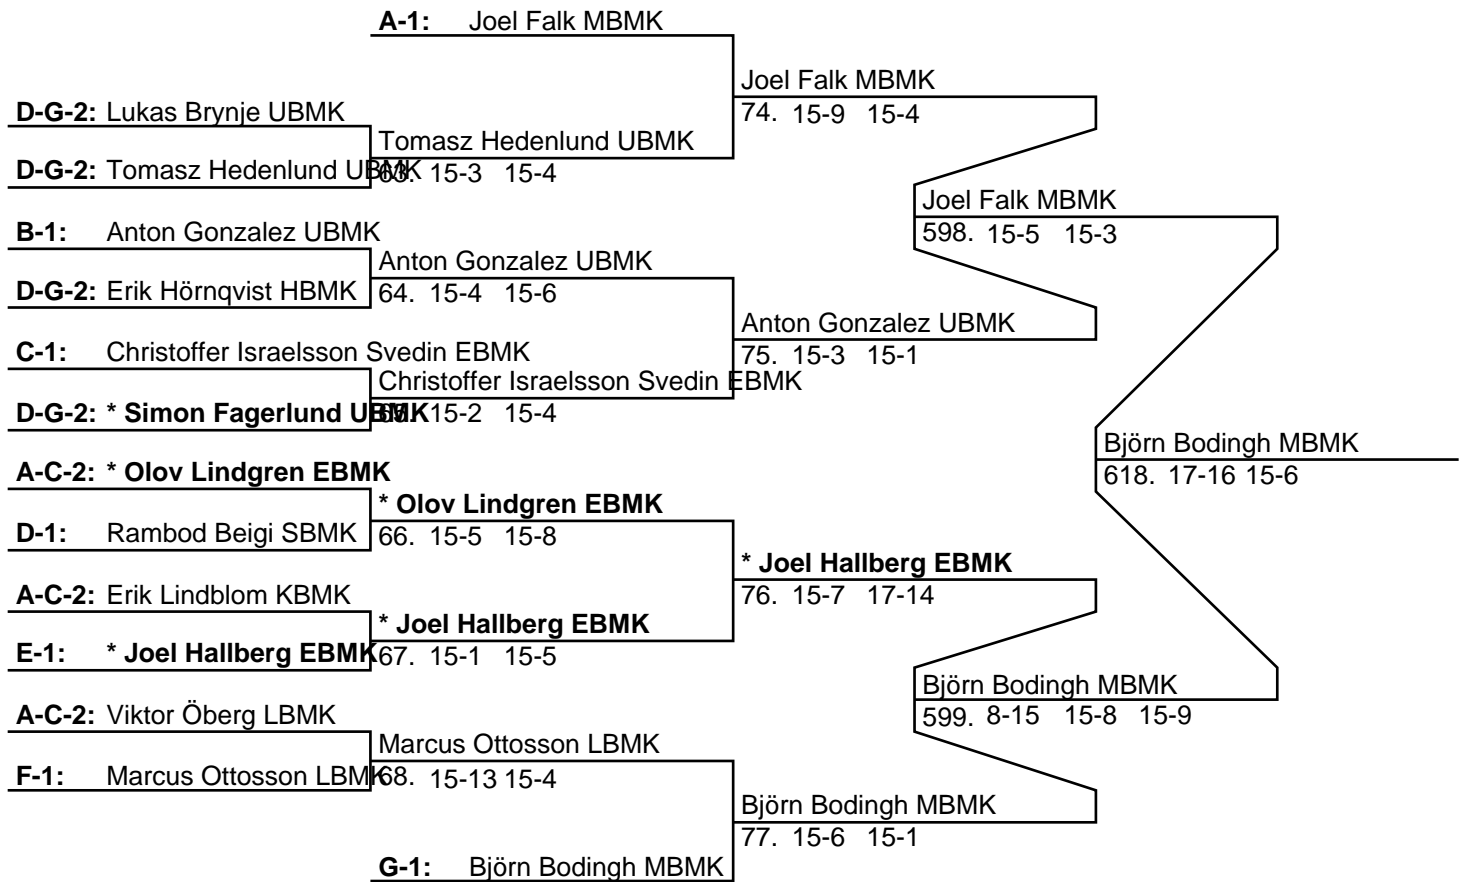 A-1: Joel Falk MBMK
Joel Falk MBMK
74. 15-9 15-4
D-G-2: Lukas Brynje UBMK
Tomasz Hedenlund UBMK
D-G-2: Tomasz Hedenlund UBMK
63. 15-3 15-4
Joel Falk MBMK
598. 15-5 15-3
B-1: Anton Gonzalez UBMK
Anton Gonzalez UBMK
D-G-2: Erik Hörnqvist HBMK
64. 15-4 15-6
Anton Gonzalez UBMK
75. 15-3 15-1
C-1: Christoffer Israelsson Svedin EBMK
Christoffer Israelsson Svedin EBMK
D-G-2: * Simon Fagerlund UBMK
65. 15-2 15-4
Björn Bodingh MBMK
618. 17-16 15-6
A-C-2: * Olov Lindgren EBMK
* Olov Lindgren EBMK
D-1: Rambod Beigi SBMK
66. 15-5 15-8
* Joel Hallberg EBMK
76. 15-7 17-14
A-C-2: Erik Lindblom KBMK
* Joel Hallberg EBMK
E-1: * Joel Hallberg EBMK
67. 15-1 15-5
Björn Bodingh MBMK
599. 8-15 15-8 15-9
A-C-2: Viktor Öberg LBMK
Marcus Ottosson LBMK
F-1: Marcus Ottosson LBMK
68. 15-13 15-4
Björn Bodingh MBMK
77. 15-6 15-1
G-1: Björn Bodingh MBMK